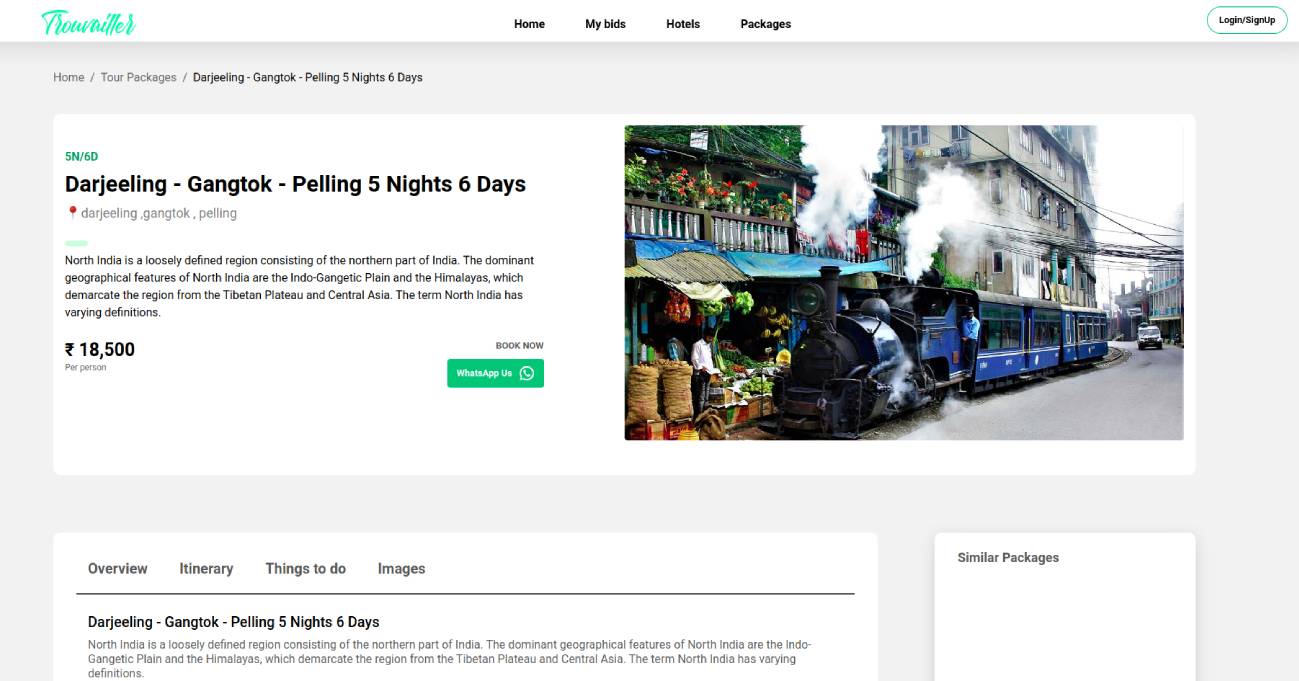 Trouvailler
Home
My bids
Hotels
Packages
Login/SignUp
Home / Tour Packages / Darjeeling - Gangtok - Pelling 5 Nights 6 Days
5N/6D
Darjeeling - Gangtok - Pelling 5 Nights 6 Days
darjeeling ,gangtok , pelling
North India is a loosely defined region consisting of the northern part of India. The dominant
geographical features of North India are the Indo-Gangetic Plain and the Himalayas, which
demarcate the region from the Tibetan Plateau and Central Asia. The term North India has
varying definitions.
₹ 18,500
Per person
BOOK NOW
WhatsApp Us
Overview
Itinerary
Things to do
Images
Darjeeling - Gangtok - Pelling 5 Nights 6 Days
North India is a loosely defined region consisting of the northern part of India. The dominant geographical features of North India are the Indo-
Gangetic Plain and the Himalayas, which demarcate the region from the Tibetan Plateau and Central Asia. The term North India has varying
definitions.
Similar Packages